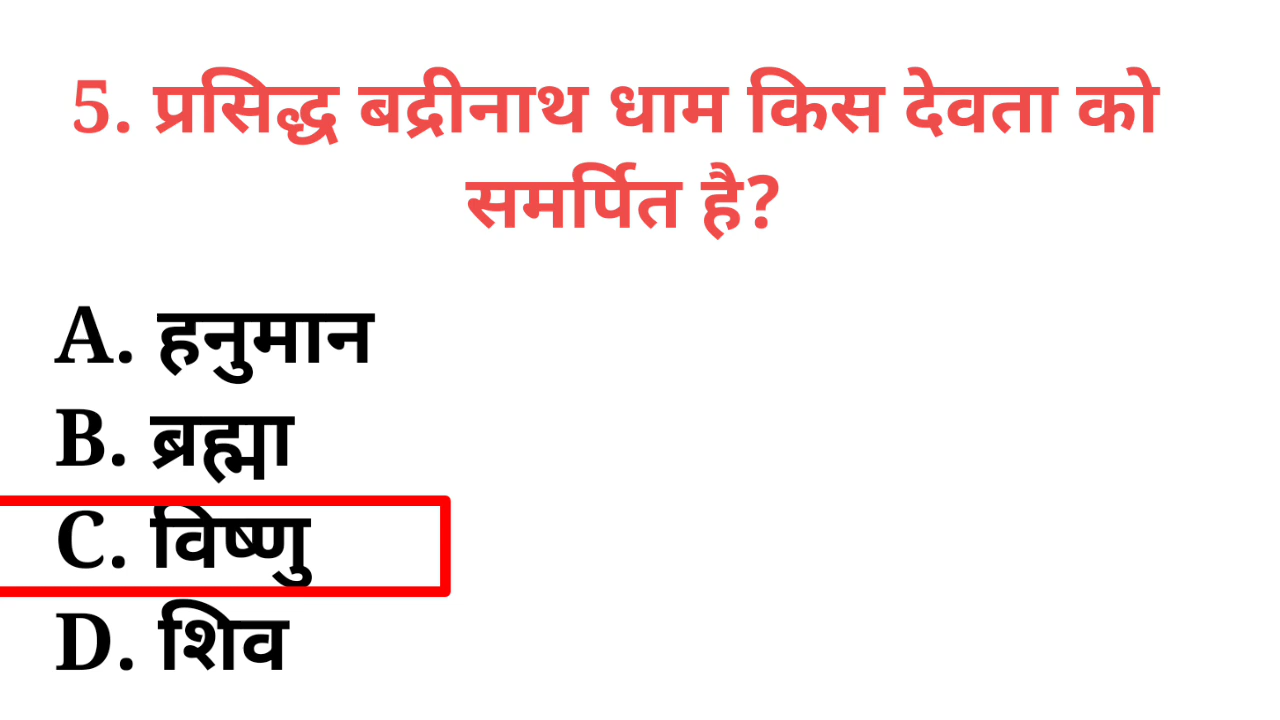 5. प्रसिद्ध बद्रीनाथ धाम किस देवता को
समर्पित है?
A. हनुमान
B. ब्रह्मा
C. विष्णु
D. शिव